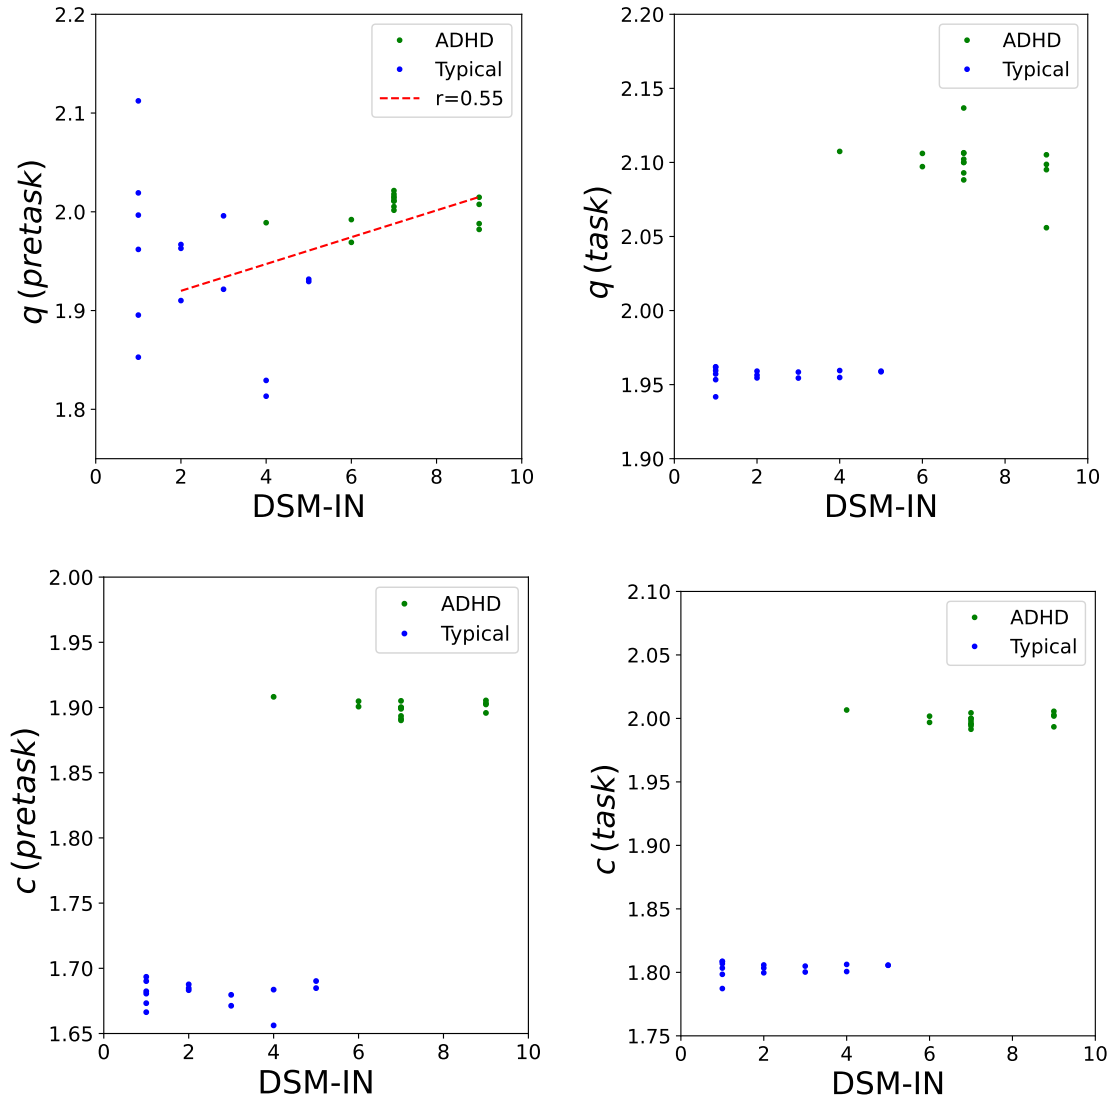 2.2
2.1
2.0
1.9
1.8
q (pretask)
0 2 4 6 8 10
DSM-IN
ADHD
Typical
r=0.55
2.20
2.15
2.10
2.05
2.00
1.95
1.90
q (task)
0 2 4 6 8 10
DSM-IN
ADHD
Typical
2.00
1.95
1.90
1.85
1.80
1.75
1.70
1.65
c (pretask)
0 2 4 6 8 10
DSM-IN
ADHD
Typical
2.10
2.05
2.00
1.95
1.90
1.85
1.80
1.75
c (task)
0 2 4 6 8 10
DSM-IN
ADHD
Typical